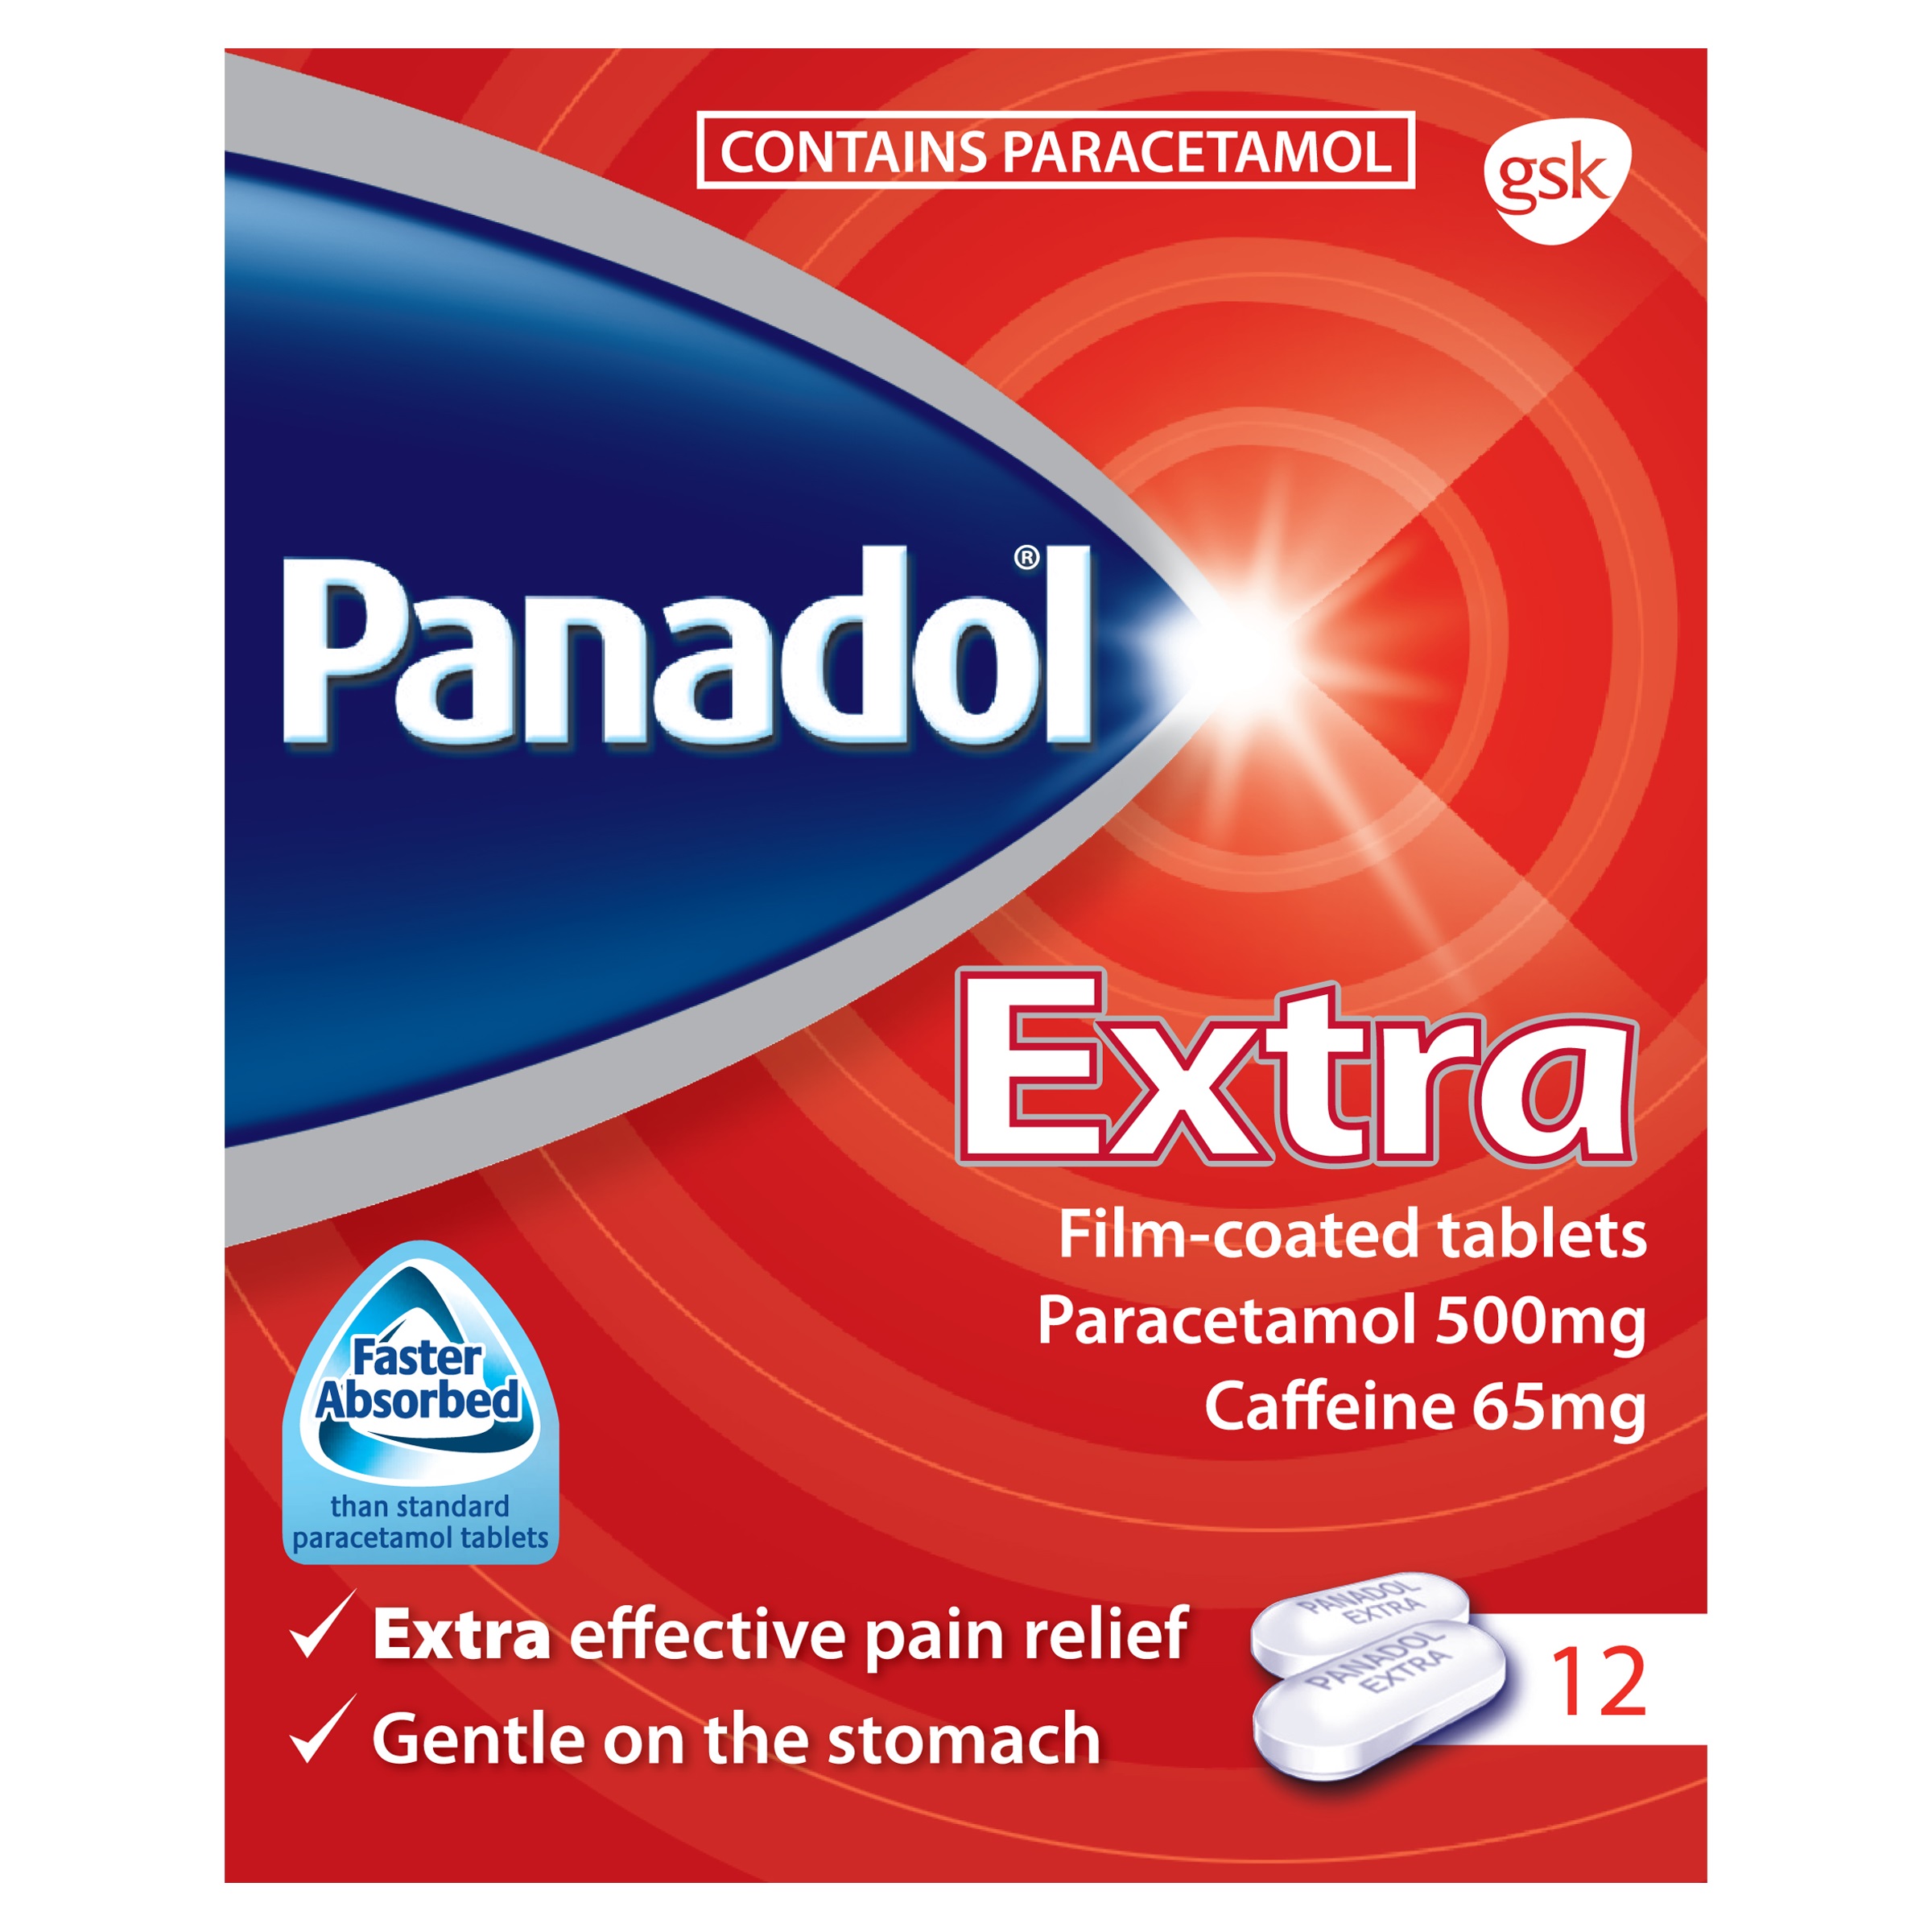 CONTAINS PARACETAMOL
gsk
Panadol®
Extra
Film-coated tablets
Paracetamol 500mg
Caffeine 65mg
Faster
Absorbed
than standard
paracetamol tablets
Extra effective pain relief
Gentle on the stomach
PANADOL
EXTRA
PANADOL
EXTRA
12